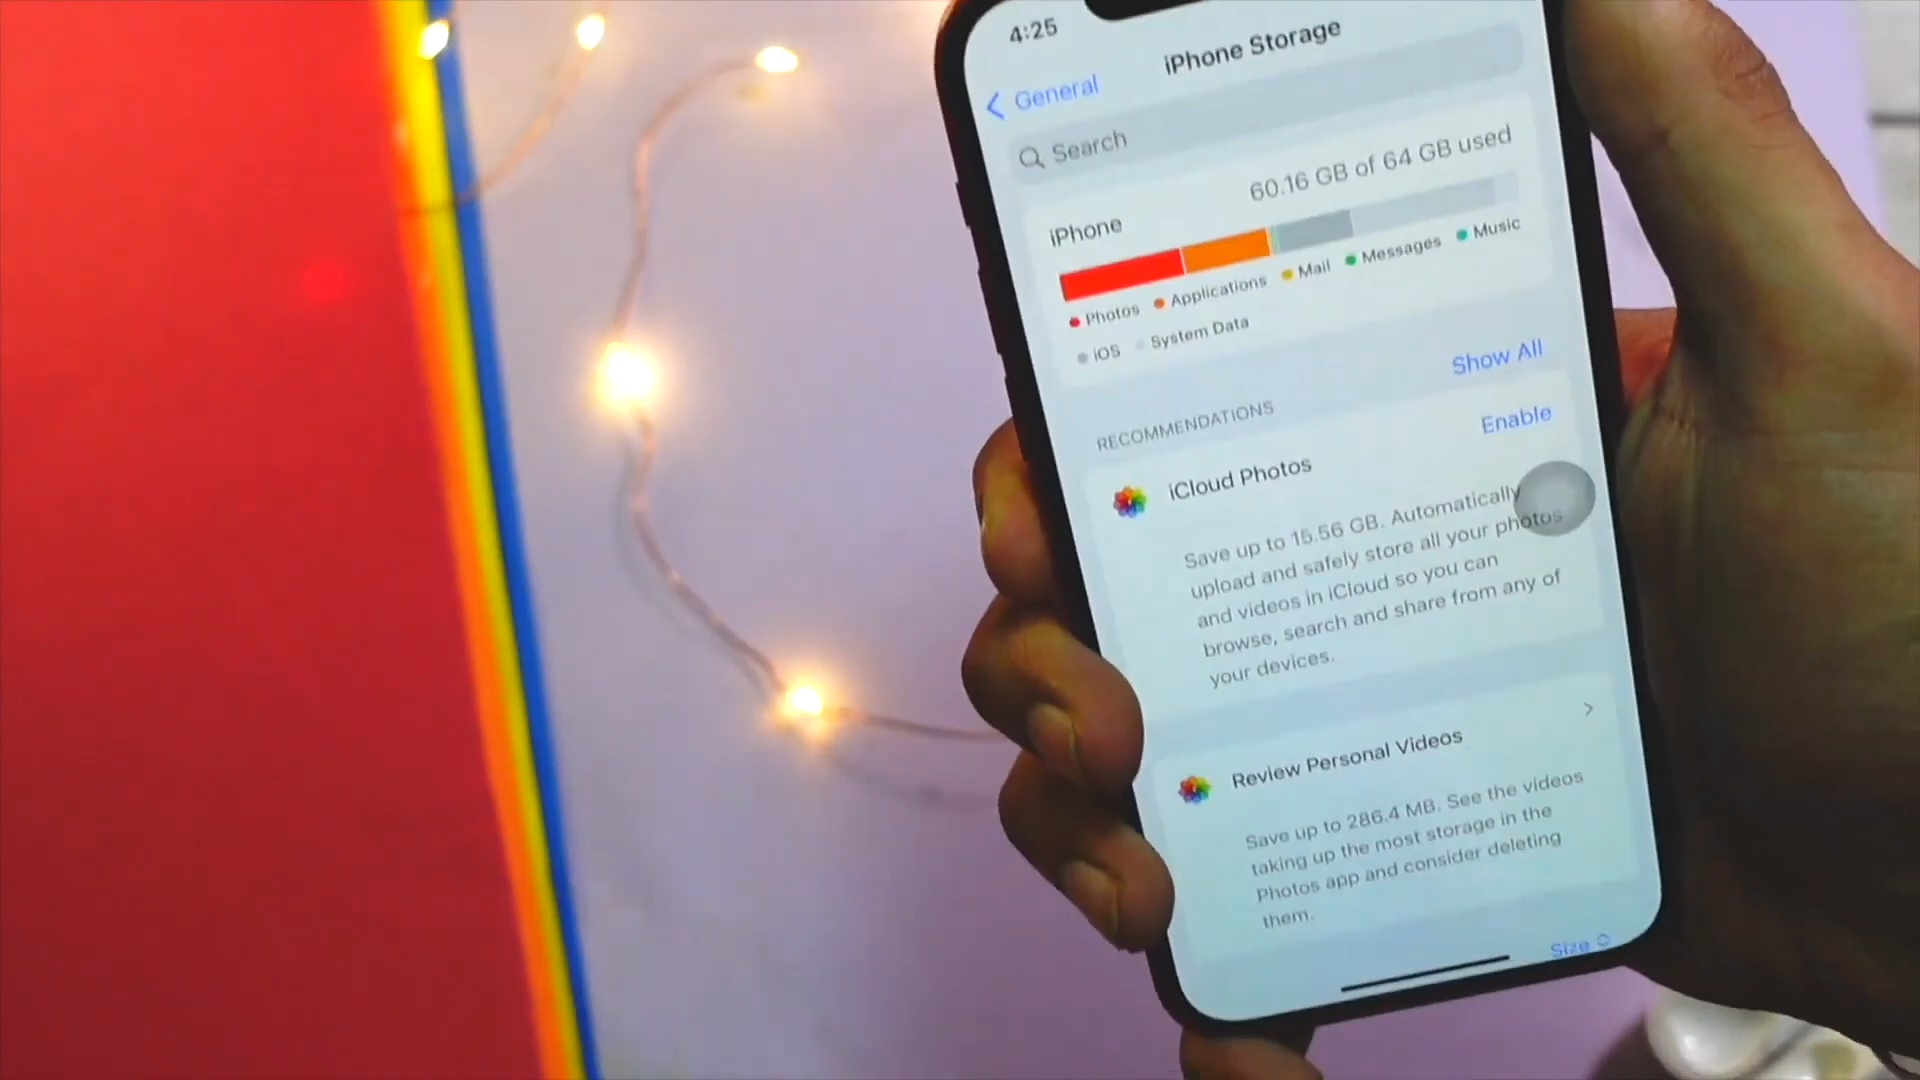 4:25
iPhone Storage
General
Search
iPhone
60.16 GB of 64 GB used
Photos Applications Mail Messages Music
iOS System Data
Show All
RECOMMENDATIONS
Enable
iCloud Photos
Save up to 15.56 GB. Automatically
upload and safely store all your photos
and videos in iCloud so you can
browse, search and share from any of
your devices.
Review Personal Videos
Save up to 286.4 MB. See the videos
taking up the most storage in the
Photos app and consider deleting
them.
Size